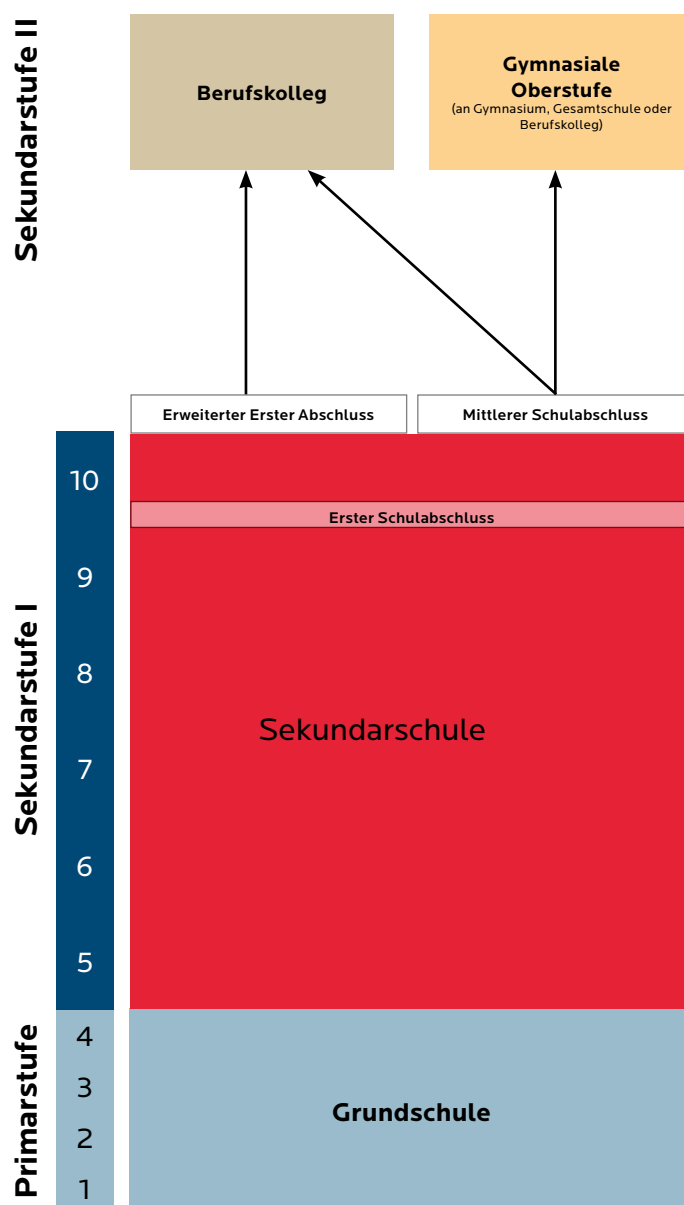 Sekundarstufe II
Berufskolleg
Gymnasiale
Oberstufe
(an Gymnasium, Gesamtschule oder
Berufskolleg)
Erweiterter Erster Abschluss
Mittlerer Schulabschluss
Sekundarstufe I
10
Erster Schulabschluss
9
8
Sekundarschule
7
6
5
Primarstufe
4
3
Grundschule
2
1